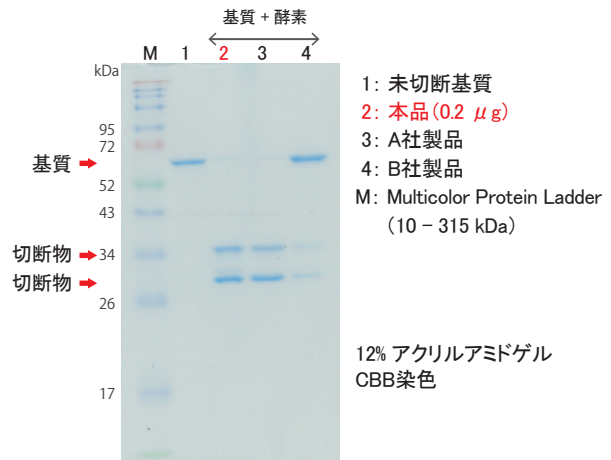 基質 + 酵素
M 1 2 3 4
kDa
95
72
基質
52
43
切断物
34
切断物
26
17
1: 未切断基質
2: 本品(0.2 μg)
3: A社製品
4: B社製品
M: Multicolor Protein Ladder
(10 – 315 kDa)
12% アクリルアミドゲル
CBB染色